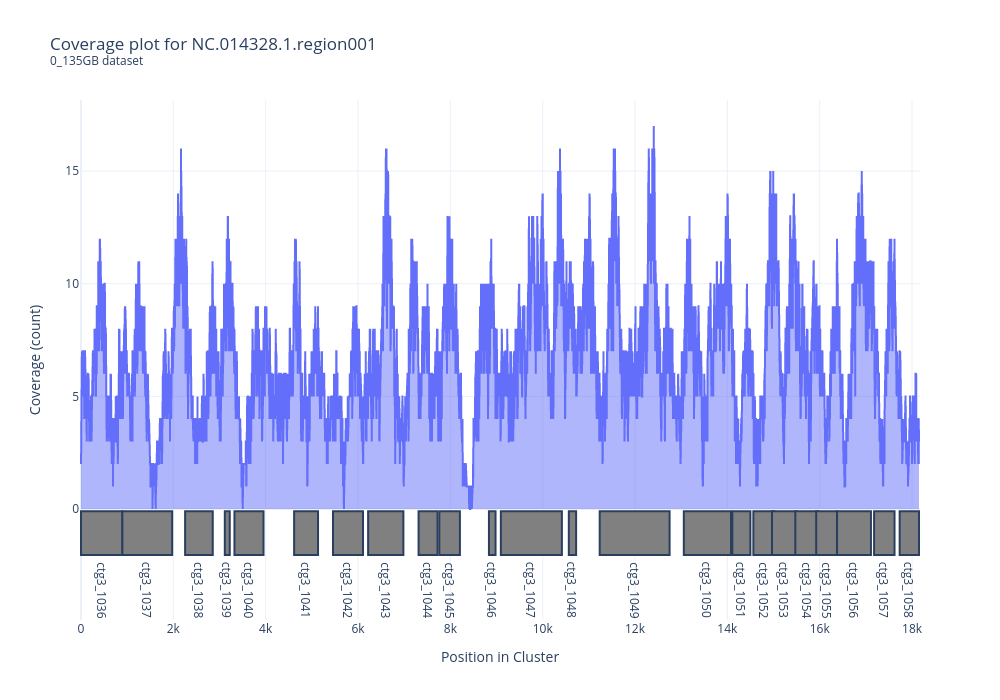 Coverage plot for NC.014328.1.region001
0_135GB dataset
Coverage (count)
15
10
5
0
ctg3_1036
ctg3_1037
ctg3_1038
ctg3_1039
ctg3_1040
ctg3_1041
ctg3_1042
ctg3_1043
ctg3_1044
ctg3_1045
ctg3_1046
ctg3_1047
ctg3_1048
ctg3_1049
ctg3_1050
ctg3_1051
ctg3_1052
ctg3_1053
ctg3_1054
ctg3_1055
ctg3_1056
ctg3_1057
ctg3_1058
0 2k 4k 6k 8k 10k 12k 14k 16k 18k
Position in Cluster